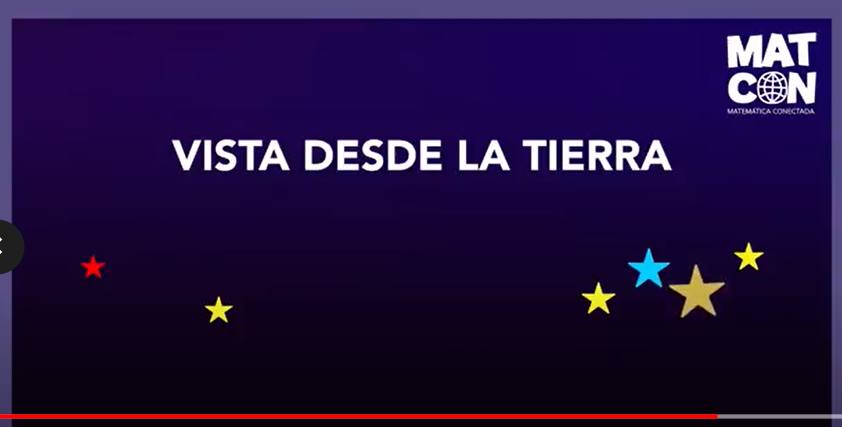 MAT
CON
MATEMÁTICA CONECTADA
VISTA DESDE LA TIERRA